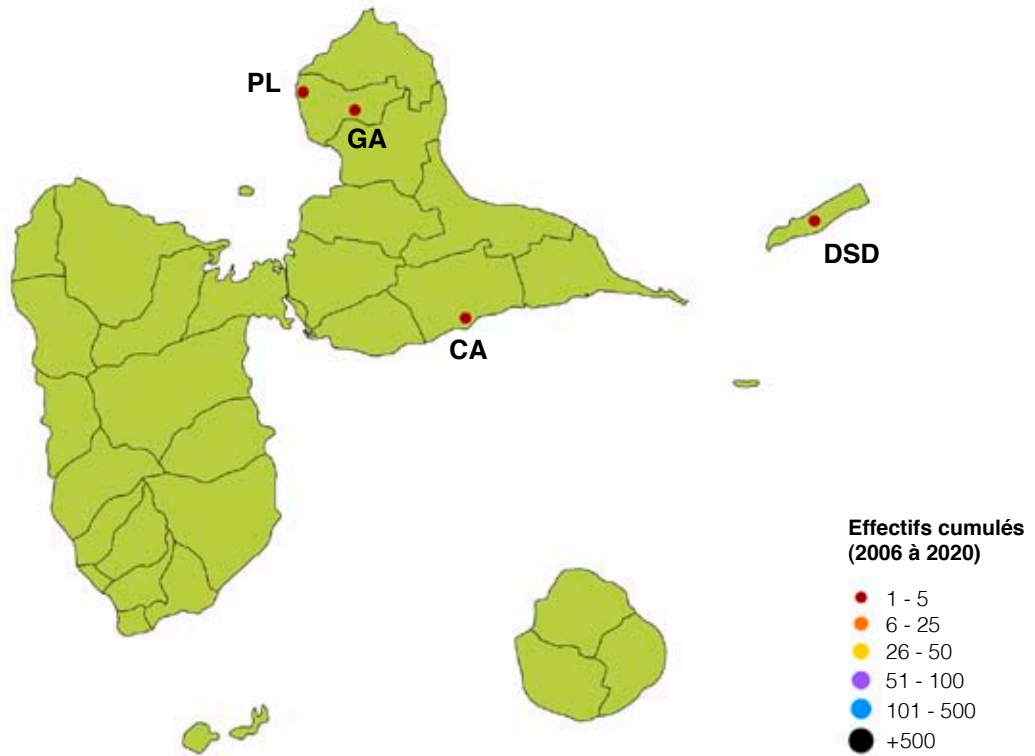 PL
GA
DSD
CA
Effectifs cumulés
(2006 à 2020)
1 - 5
6 - 25
26 - 50
51 - 100
101 - 500
+500